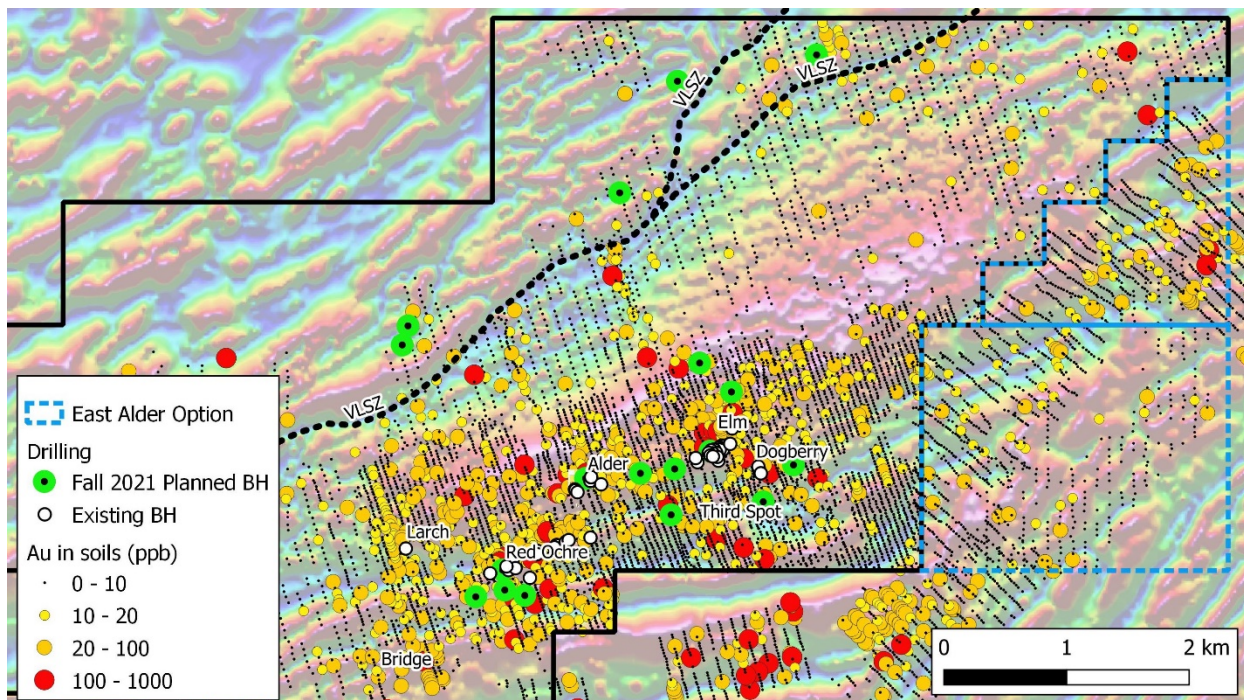 VLSZ
VLSZ
VLSZ
Elm
Dogberry
Alder
Third Spot
Larch
Red Ochre
Bridge
East Alder Option
Drilling
Fall 2021 Planned BH
Existing BH
Au in soils (ppb)
0 - 10
10 - 20
20 - 100
100 - 1000
0 1 2 km